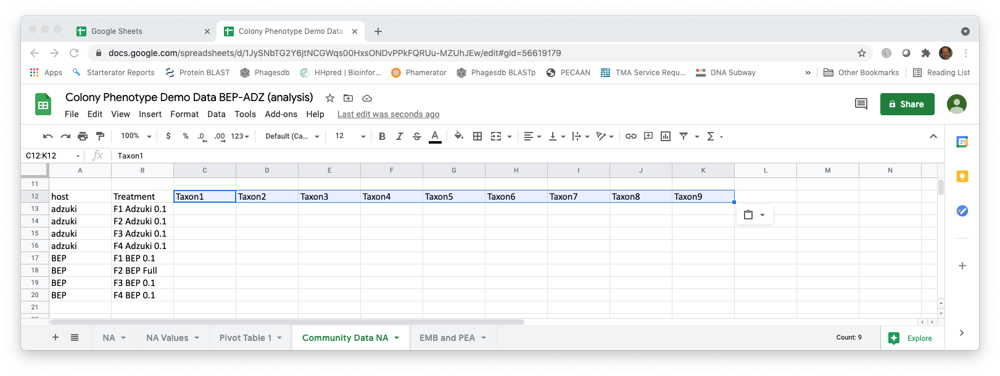 Google Sheets
Colony Phenotype Demo Data
docs.google.com/spreadsheets/d/1JySNbTG2Y6jtNCGWqs00HxsONDvPPkFQRUu-MZUhJEw/edit#gid=56619179
Apps Starterator Reports Protein BLAST Phagesdb HHpred | Bioinfor... Phamerator Phagesdb BLASTp PECAAN TMA Service Requ... DNA Subway » Other Bookmarks Reading List
Colony Phenotype Demo Data BEP-ADZ (analysis)
File Edit View Insert Format Data Tools Add-ons Help Last edit was seconds ago
Share
100% $ % .0 .00 123 Default (Ca... 12 B I S A Σ
31
C12:K12 fx Taxon1
A B C D E F G H I J K L M N
11
12 host Treatment Taxon1 Taxon2 Taxon3 Taxon4 Taxon5 Taxon6 Taxon7 Taxon8 Taxon9
13 adzuki F1 Adzuki 0.1
14 adzuki F2 Adzuki 0.1
15 adzuki F3 Adzuki 0.1
16 adzuki F4 Adzuki 0.1
17 BEP F1 BEP 0.1
18 BEP F2 BEP Full
19 BEP F3 BEP 0.1
20 BEP F4 BEP 0.1
21
NA NA Values Pivot Table 1 Community Data NA EMB and PEA Count: 9 Explore